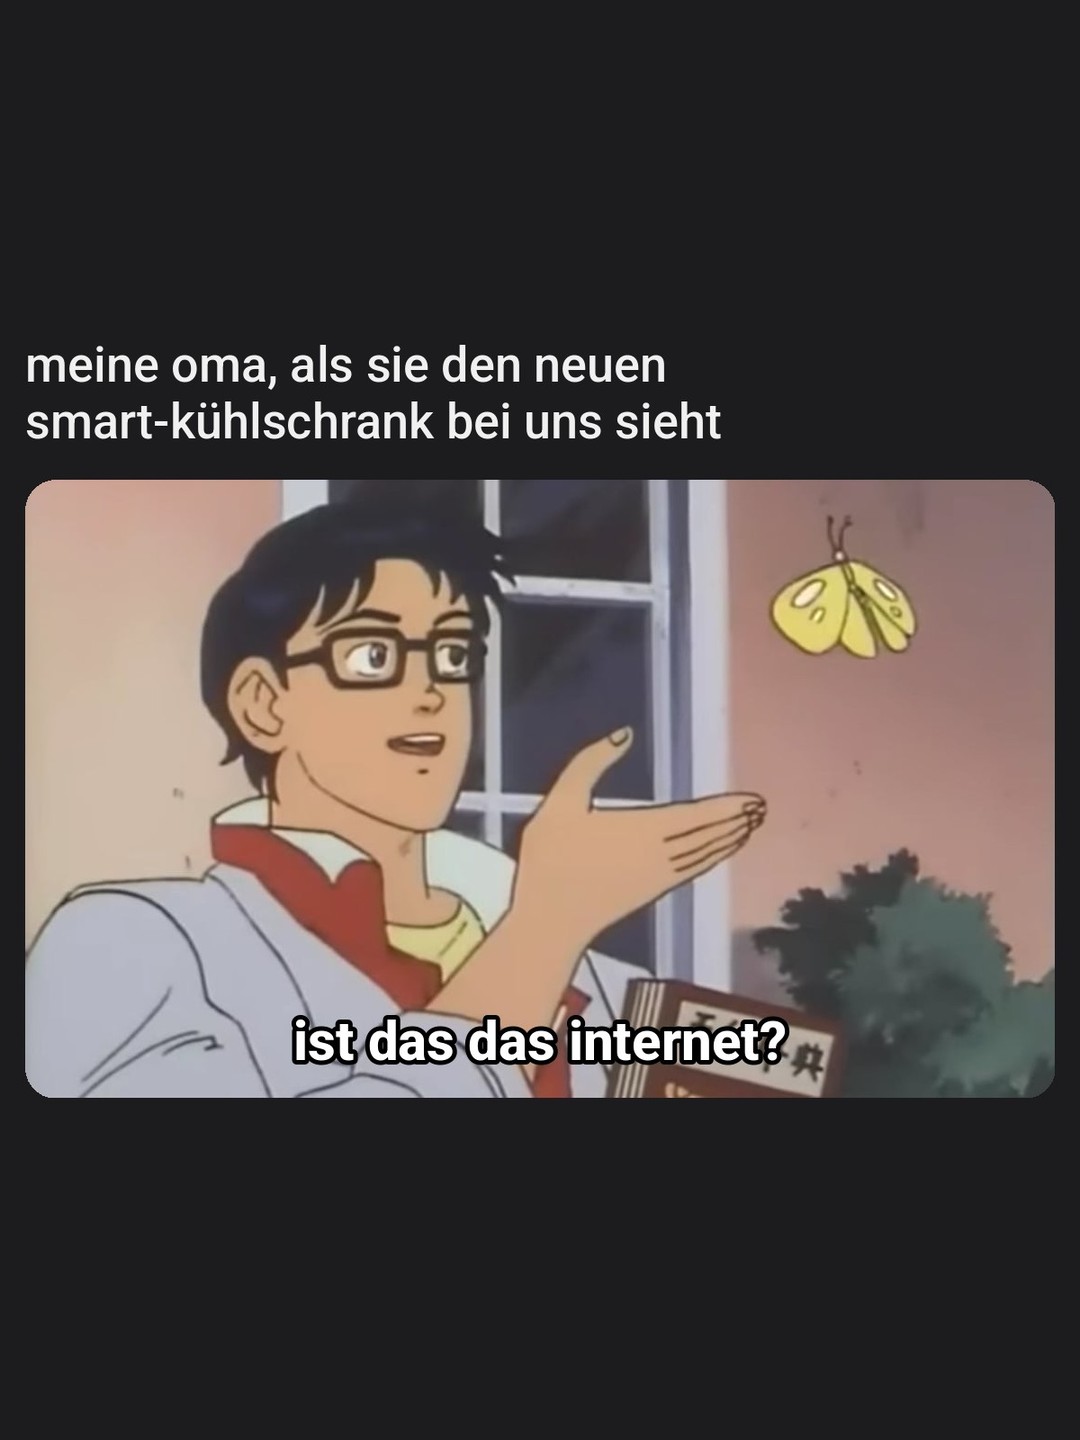 meine oma, als sie den neuen
smart-kühlschrank bei uns sieht
ist das das internet?